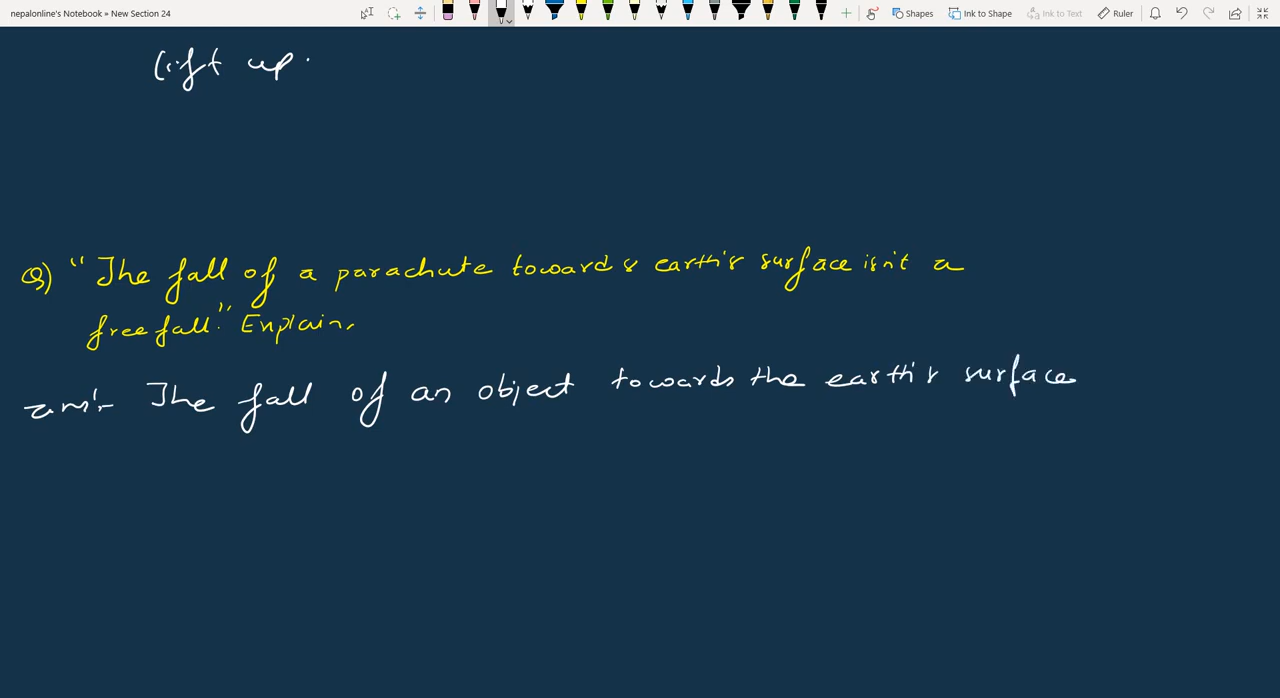 nepalonline's Notebook » New Section 24
Shapes Ink to Shape Ink to Text Ruler
lift up.
Q) "The fall of a parachute towards earth's surface isn't a
free fall." Explain.
ans:- The fall of an object towards the earth's surface